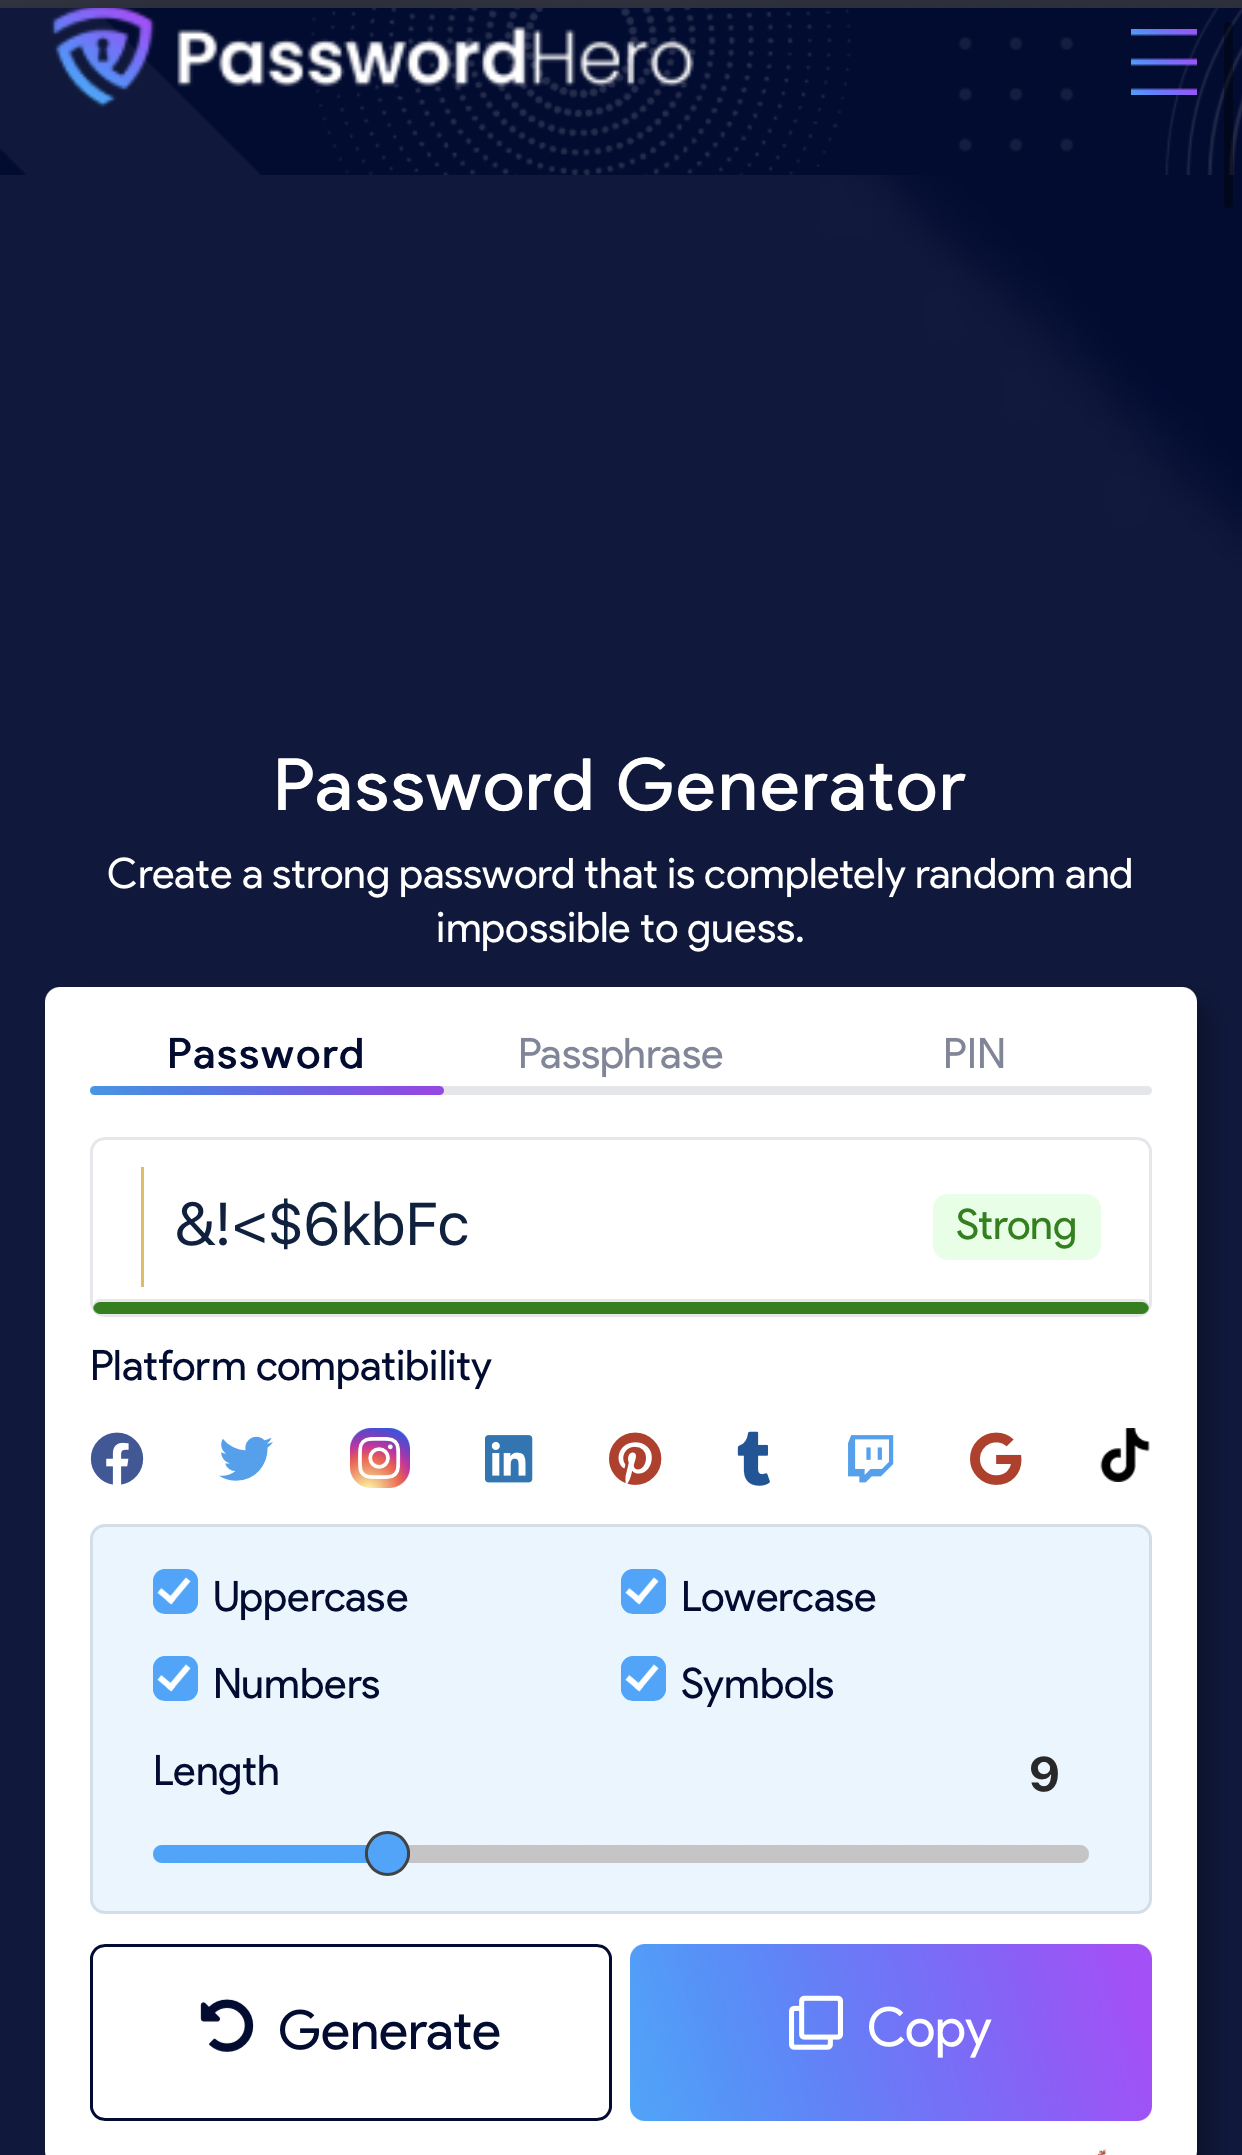 PasswordHero
Password Generator
Create a strong password that is completely random and
impossible to guess.
Password Passphrase PIN
&!<$6kbFc Strong
Platform compatibility
Uppercase Lowercase
Numbers Symbols
Length 9
Generate Copy